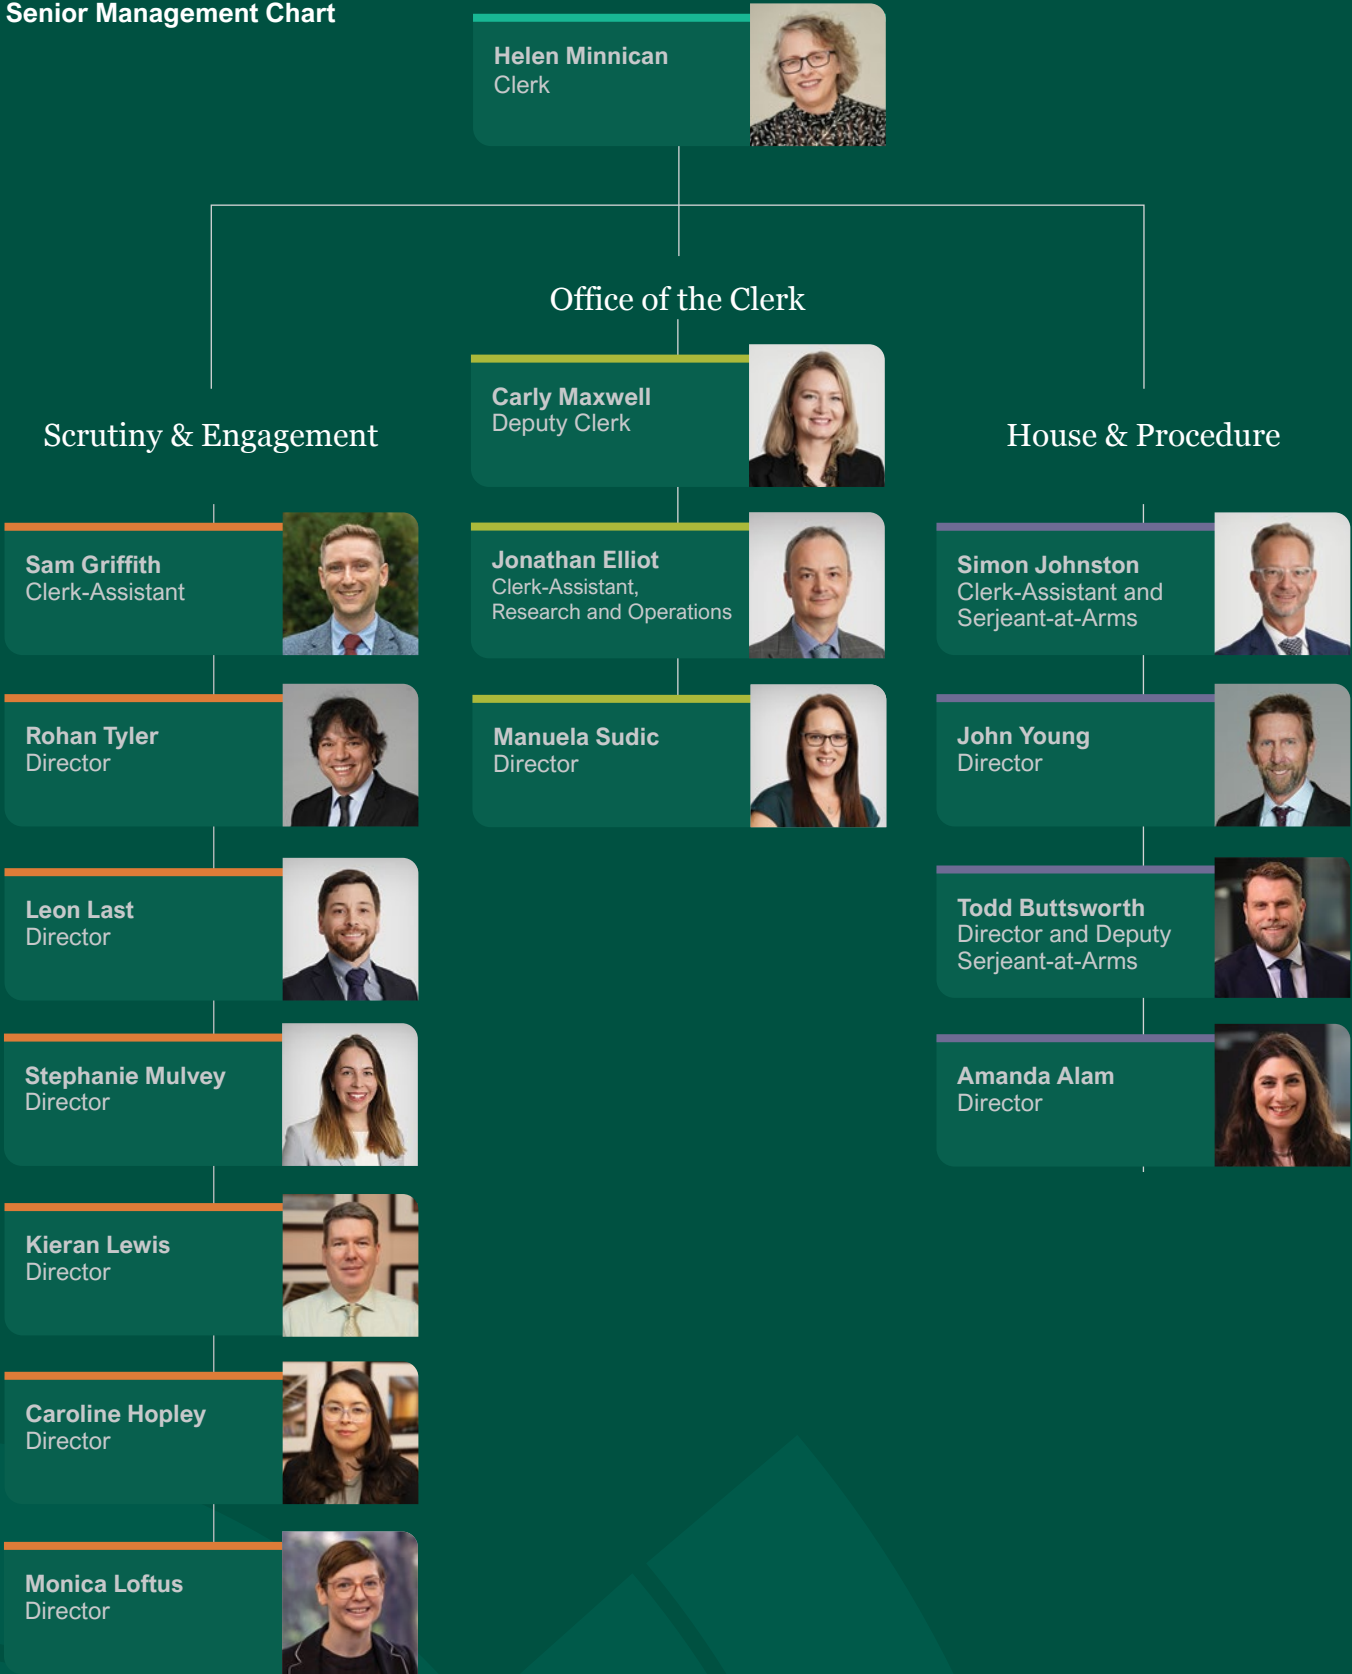 Senior Management Chart
Helen Minnican
Clerk
Office of the Clerk
Carly Maxwell
Deputy Clerk
Jonathan Elliot
Clerk-Assistant,
Research and Operations
Manuela Sudic
Director
Scrutiny & Engagement
Sam Griffith
Clerk-Assistant
Rohan Tyler
Director
Leon Last
Director
Stephanie Mulvey
Director
Kieran Lewis
Director
Caroline Hopley
Director
Monica Loftus
Director
House & Procedure
Simon Johnston
Clerk-Assistant and
Serjeant-at-Arms
John Young
Director
Todd Buttsworth
Director and Deputy
Serjeant-at-Arms
Amanda Alam
Director